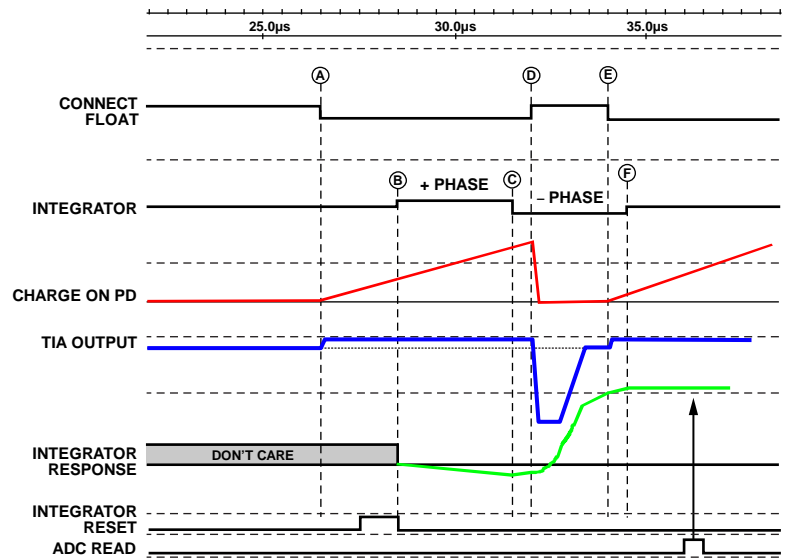 25.0µs 30.0µs 35.0µs
A D E
CONNECT
FLOAT
B + PHASE C – PHASE F
INTEGRATOR
CHARGE ON PD
TIA OUTPUT
INTEGRATOR
RESPONSE
DON'T CARE
INTEGRATOR
RESET
ADC READ